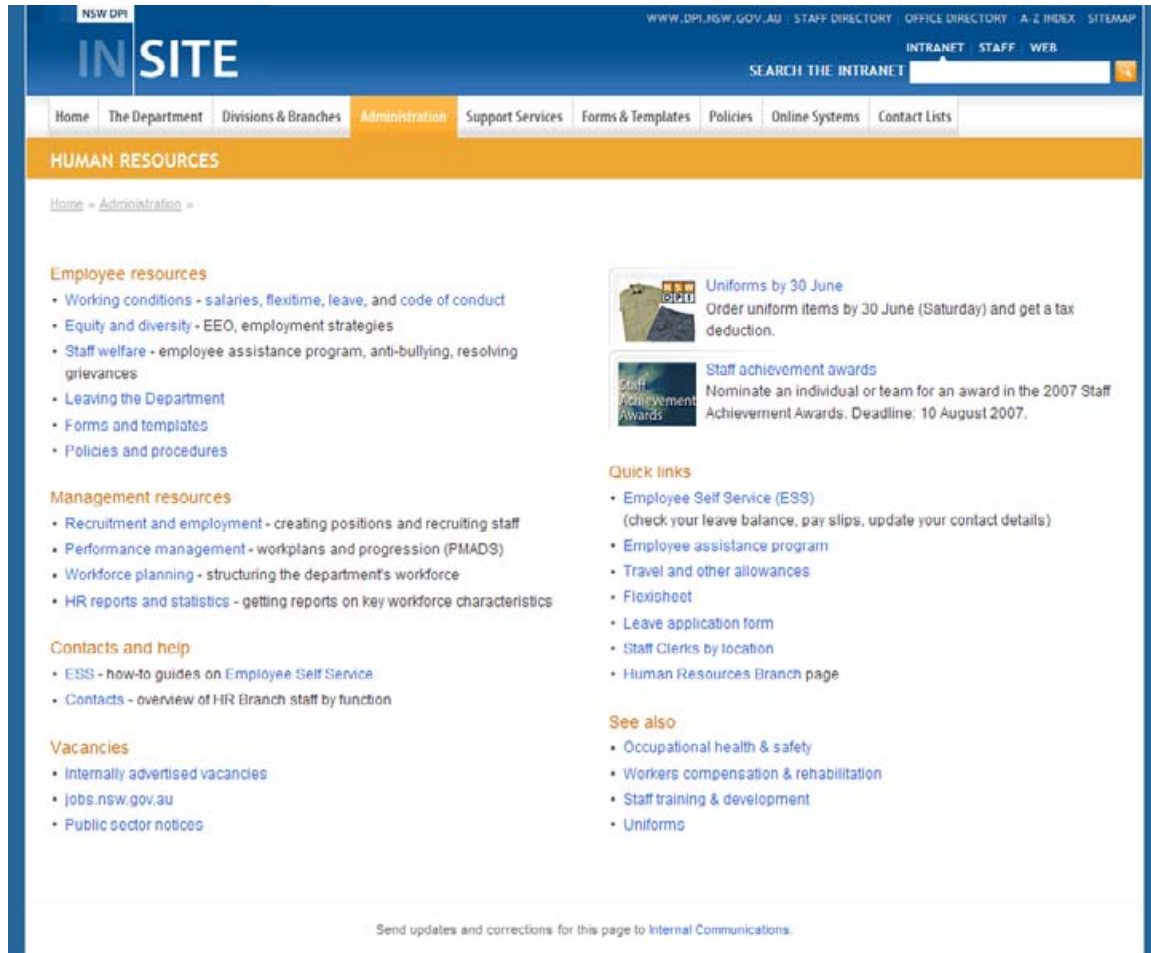 NSW DPI
INSITE
WWW.DPI.NSW.GOV.AU | STAFF DIRECTORY | OFFICE DIRECTORY | A-Z INDEX | SITEMAP
INTRANET | STAFF | WEB
SEARCH THE INTRANET
Home The Department Divisions & Branches Administration Support Services Forms & Templates Policies Online Systems Contact Lists
HUMAN RESOURCES
Home » Administration »
Employee resources
• Working conditions - salaries, flexitime, leave, and code of conduct
• Equity and diversity - EEO, employment strategies
• Staff welfare - employee assistance program, anti-bullying, resolving
grievances
• Leaving the Department
• Forms and templates
• Policies and procedures
Management resources
• Recruitment and employment - creating positions and recruiting staff
• Performance management - workplans and progression (PMADS)
• Workforce planning - structuring the department's workforce
• HR reports and statistics - getting reports on key workforce characteristics
Contacts and help
• ESS - how-to guides on Employee Self Service
• Contacts - overview of HR Branch staff by function
Vacancies
• Internally advertised vacancies
• jobs.nsw.gov.au
• Public sector notices
NSW
DPI
Uniforms by 30 June
Order uniform items by 30 June (Saturday) and get a tax
deduction.
Staff
Achievement
Awards
Staff achievement awards
Nominate an individual or team for an award in the 2007 Staff
Achievement Awards. Deadline: 10 August 2007.
Quick links
• Employee Self Service (ESS)
(check your leave balance, pay slips, update your contact details)
• Employee assistance program
• Travel and other allowances
• Flexisheet
• Leave application form
• Staff Clerks by location
• Human Resources Branch page
See also
• Occupational health & safety
• Workers compensation & rehabilitation
• Staff training & development
• Uniforms
Send updates and corrections for this page to Internal Communications.